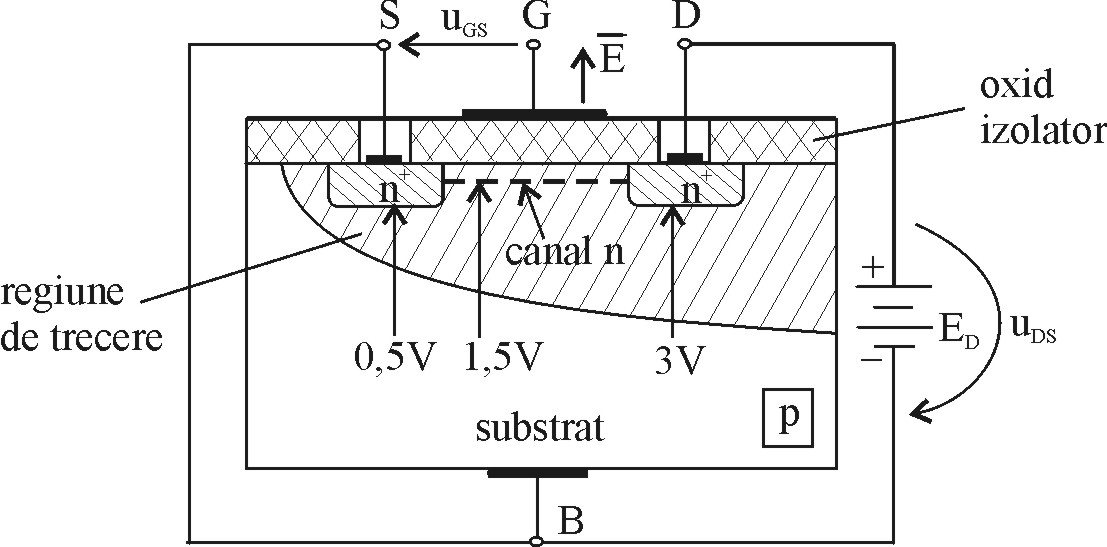 S
u_GS
G
E
D
oxid
izolator
n+
n+
canal n
regiune
de trecere
0,5V
1,5V
3V
+
E_D
−
u_DS
substrat
p
B